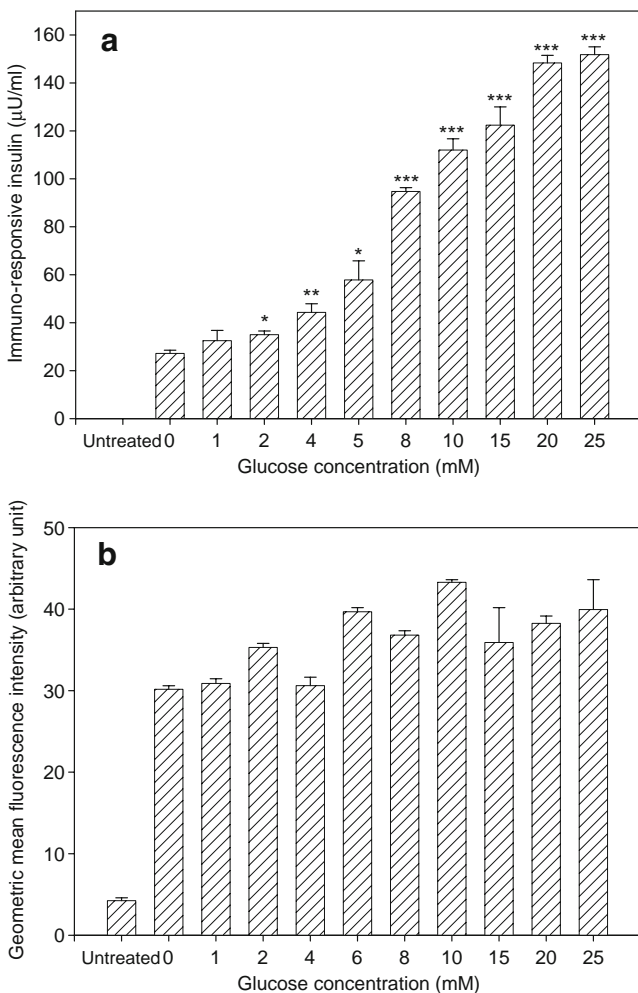 a
Immuno-responsive insulin (µU/ml)
160
140
120
100
80
60
40
20
0
*
**
*
***
***
***
***
***
Untreated 0 1 2 4 5 8 10 15 20 25
Glucose concentration (mM)
b
Geometric mean fluorescence intensity (arbitrary unit)
50
40
30
20
10
0
Untreated 0 1 2 4 6 8 10 15 20 25
Glucose concentration (mM)